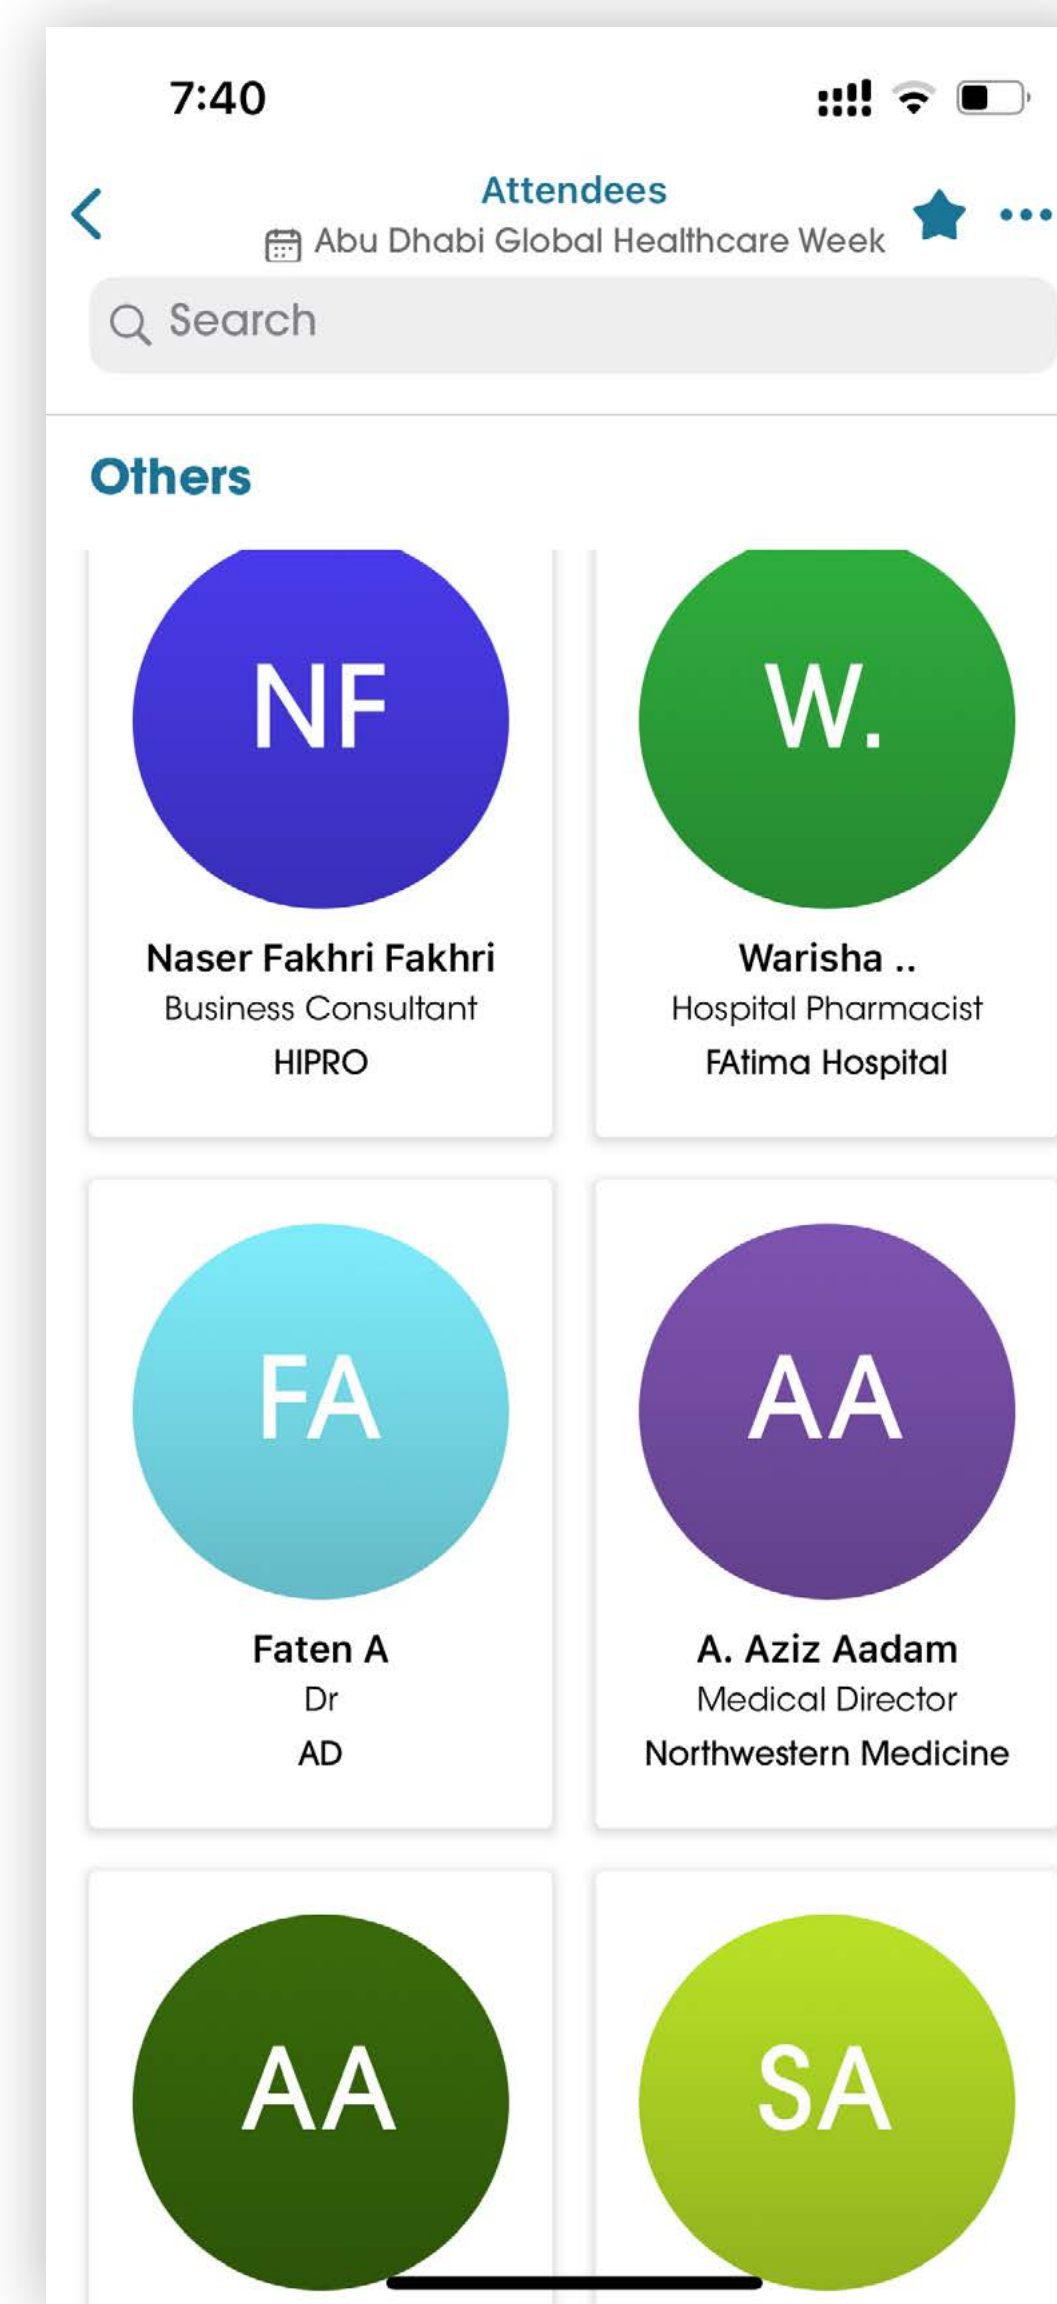 7:40
Attendees
Abu Dhabi Global Healthcare Week
Search
Others
NF
W.
Naser Fakhri Fakhri
Business Consultant
HIPRO
Warisha ..
Hospital Pharmacist
FAtima Hospital
FA
AA
Faten A
Dr
AD
A. Aziz Aadam
Medical Director
Northwestern Medicine
AA
SA